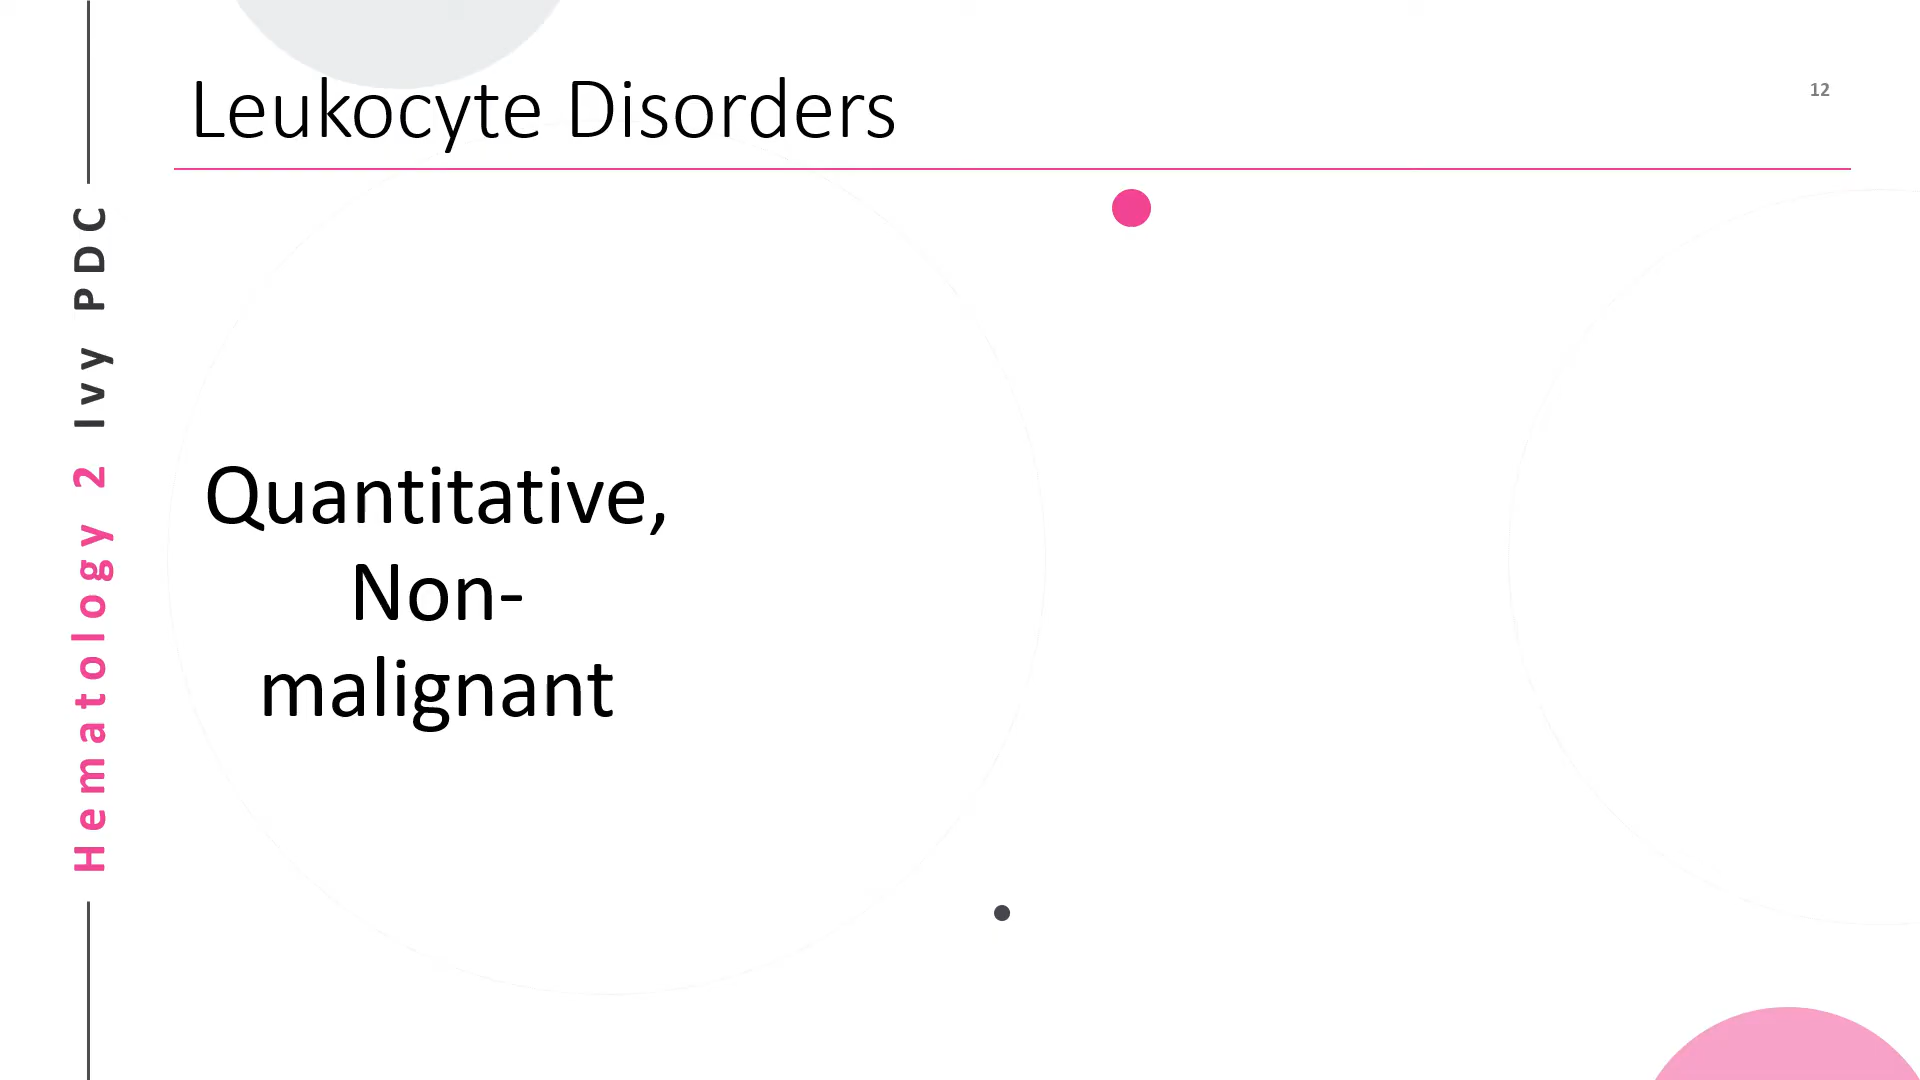 Leukocyte Disorders
12
Hematology 2 Ivy PDC
Quantitative,
Non-
malignant